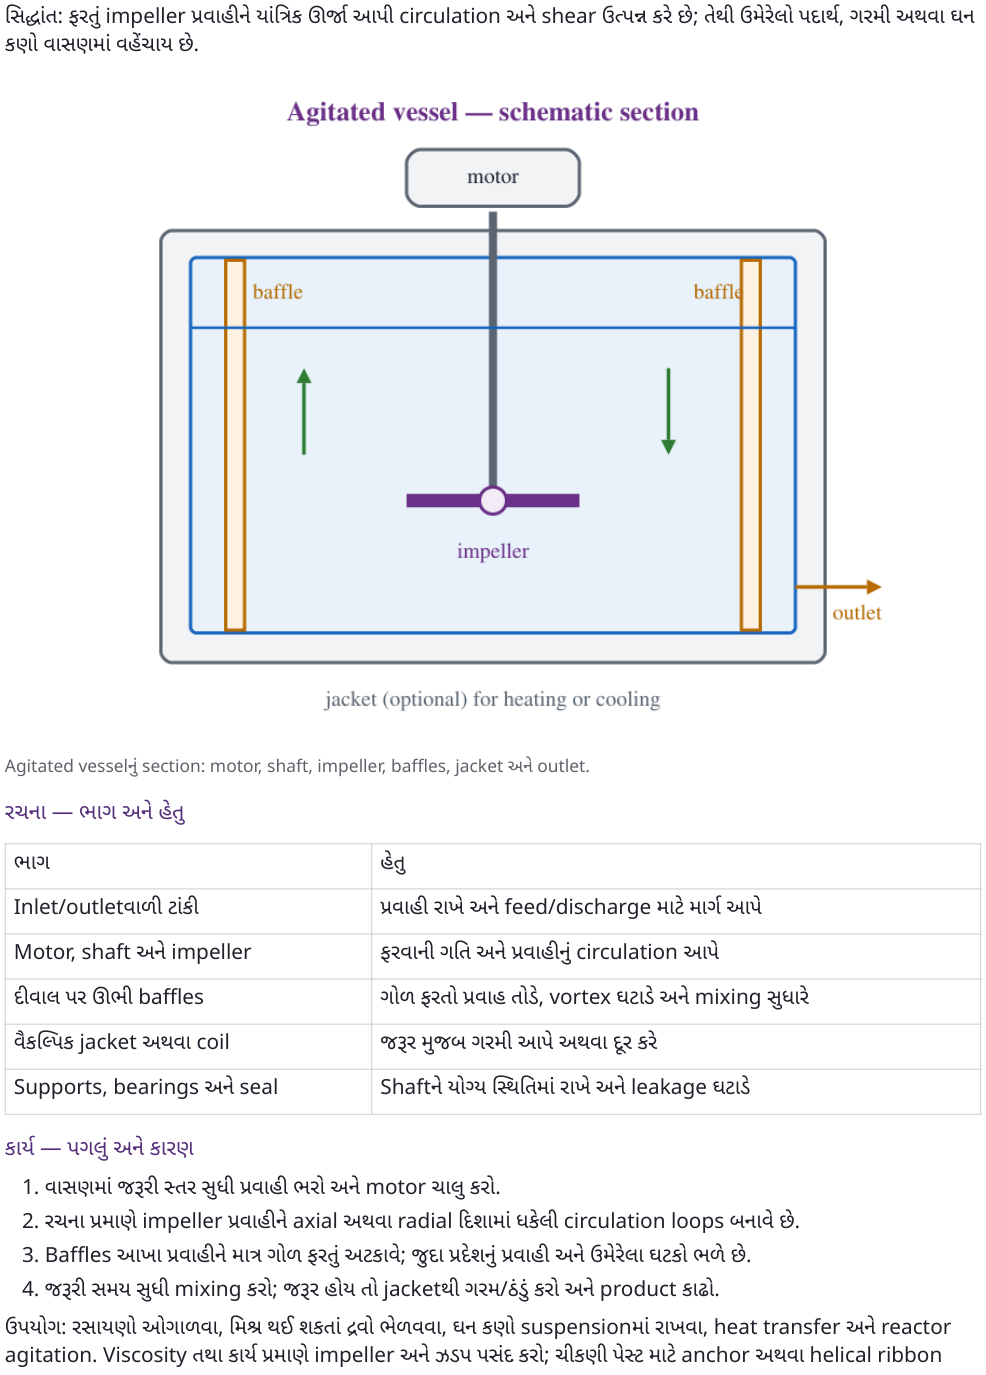 સિદ્ધાંત: ફરતું impeller પ્રવાહીને યાંત્રિક ઊર્જા આપી circulation અને shear ઉત્પન્ન કરે છે; તેથી ઉમેરેલો પદાર્થ, ગરમી અથવા ઘન
કણો વાસણમાં વહેંચાય છે.
Agitated vessel — schematic section
motor
baffle
baffle
impeller
outlet
jacket (optional) for heating or cooling
Agitated vesselનું section: motor, shaft, impeller, baffles, jacket અને outlet.
રચના — ભાગ અને હેતુ
ભાગ હેતુ
Inlet/outletવાળી ટાંકી પ્રવાહી રાખે અને feed/discharge માટે માર્ગ આપે
Motor, shaft અને impeller ફરવાની ગતિ અને પ્રવાહીનું circulation આપે
દીવાલ પર ઊભી baffles ગોળ ફરતો પ્રવાહ તોડે, vortex ઘટાડે અને mixing સુધારે
વૈકલ્પિક jacket અથવા coil જરૂર મુજબ ગરમી આપે અથવા દૂર કરે
Supports, bearings અને seal Shaftને યોગ્ય સ્થિતિમાં રાખે અને leakage ઘટાડે
કાર્ય — પગલું અને કારણ
1. વાસણમાં જરૂરી સ્તર સુધી પ્રવાહી ભરો અને motor ચાલુ કરો.
2. રચના પ્રમાણે impeller પ્રવાહીને axial અથવા radial દિશામાં ધકેલી circulation loops બનાવે છે.
3. Baffles આખા પ્રવાહીને માત્ર ગોળ ફરતું અટકાવે; જુદા પ્રદેશનું પ્રવાહી અને ઉમેરેલા ઘટકો ભળે છે.
4. જરૂરી સમય સુધી mixing કરો; જરૂર હોય તો jacketથી ગરમ/ઠંડું કરો અને product કાઢો.
ઉપયોગ: રસાયણો ઓગાળવા, મિશ્ર થઈ શકતાં દ્રવો ભેળવવા, ઘન કણો suspensionમાં રાખવા, heat transfer અને reactor
agitation. Viscosity તથા કાર્ય પ્રમાણે impeller અને ઝડપ પસંદ કરો; ચીકણી પેસ્ટ માટે anchor અથવા helical ribbon